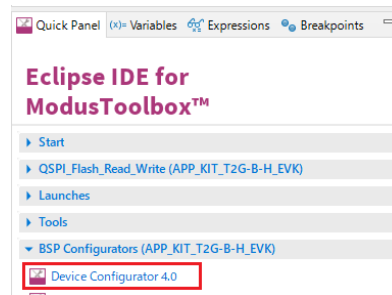 Quick Panel (x)= Variables Expressions Breakpoints
Eclipse IDE for
ModusToolbox™
Start
QSPI_Flash_Read_Write (APP_KIT_T2G-B-H_EVK)
Launches
Tools
BSP Configurators (APP_KIT_T2G-B-H_EVK)
Device Configurator 4.0